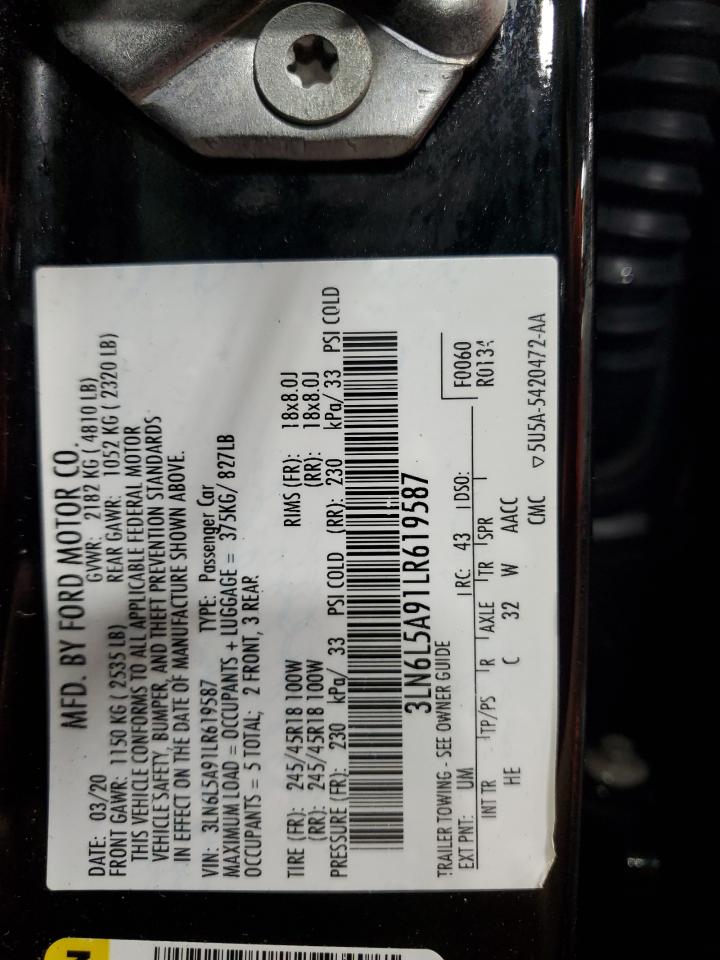 MFD. BY FORD MOTOR CO.
DATE: 03/20 GVWR: 2182 KG ( 4810 LB)
FRONT GAWR: 1150 KG ( 2535 LB) REAR GAWR: 1052 KG ( 2320 LB)
THIS VEHICLE CONFORMS TO ALL APPLICABLE FEDERAL MOTOR
VEHICLE SAFETY, BUMPER, AND THEFT PREVENTION STANDARDS
IN EFFECT ON THE DATE OF MANUFACTURE SHOWN ABOVE.
VIN: 3LN6L5A91LR619587 TYPE: Passenger Car
MAXIMUM LOAD = OCCUPANTS + LUGGAGE = 375KG/ 827LB
OCCUPANTS = 5 TOTAL; 2 FRONT, 3 REAR
TIRE (FR): 245/45R18 100W RIMS (FR): 18x8.0J
(RR): 245/45R18 100W (RR): 18x8.0J
PRESSURE (FR): 230 kPa/ 33 PSI COLD (RR): 230 kPa/ 33 PSI COLD
3LN6L5A91LR619587
TRAILER TOWING - SEE OWNER GUIDE
F0060
EXT PNT: UM RC: 43 DSO: R0134
INT TR TP/PS R AXLE TR SPR
HE C 32 W AACC
CMC ▽5U5A-5420472-AA